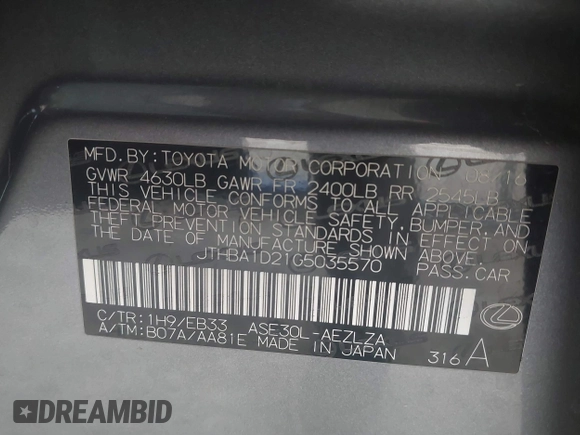 MFD.BY:TOYOTA MOTOR CORPORATION 08/16
GVWR 4630LB GAWR FR 2400LB RR
THIS VEHICLE CONFORMS TO ALL APPLICABLE
FEDERAL MOTOR VEHICLE SAFETY,BUMPER, AND
THEFT PREVENTION STANDARDS IN EFFECT ON
THE DATE OF MANUFACTURE SHOWN ABOVE.
JTHBA1D21G5035570 PASS.CAR
C/TR:1H9/EB33 ASE30L-AEZLZA
A/TM:B07A/AA81E MADE IN JAPAN
316 A
DREAMBID